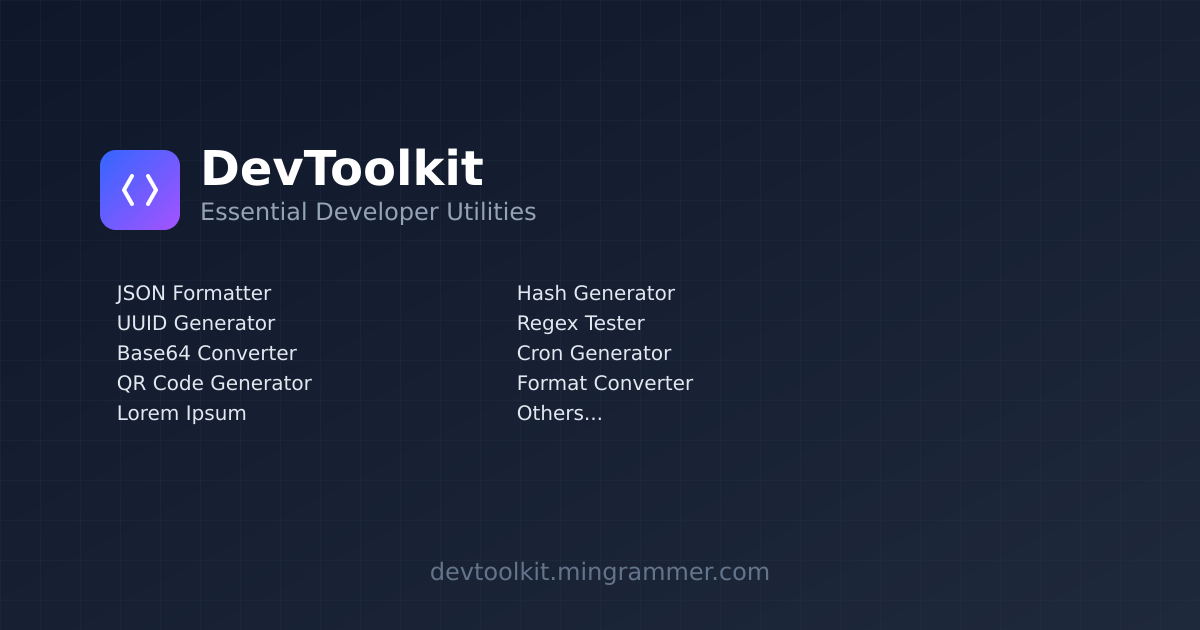 DevToolkit
Essential Developer Utilities
JSON Formatter
UUID Generator
Base64 Converter
QR Code Generator
Lorem Ipsum
Hash Generator
Regex Tester
Cron Generator
Format Converter
Others...
devtoolkit.mingrammer.com